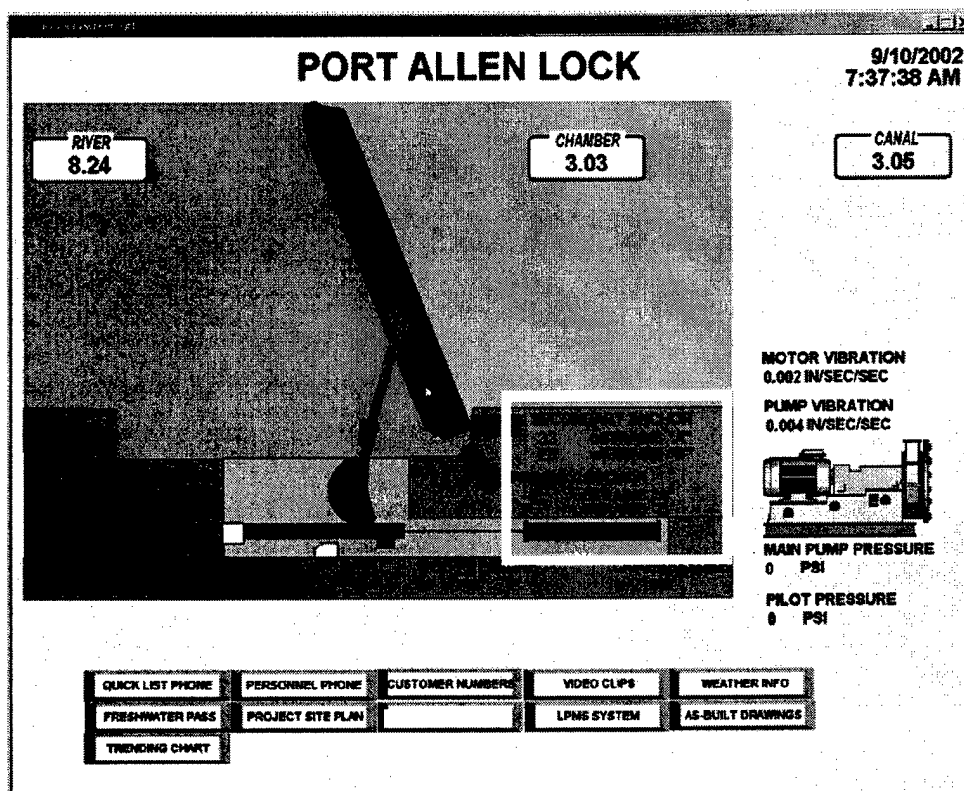 PORT ALLEN LOCK
9/10/2002
7:37:38 AM
RIVER
8.24
CHAMBER
3.03
CANAL
3.05
MOTOR VIBRATION
0.002 IN/SEC/SEC
PUMP VIBRATION
0.004 IN/SEC/SEC
MAIN PUMP PRESSURE
0 PSI
PILOT PRESSURE
0 PSI
QUICK LIST PHONE
PERSONNEL PHONE
CUSTOMER NUMBERS
VIDEO CLIPS
WEATHER INFO
FRESHWATER PASS
PROJECT SITE PLAN
LPMS SYSTEM
AS-BUILT DRAWINGS
TRENDING CHART